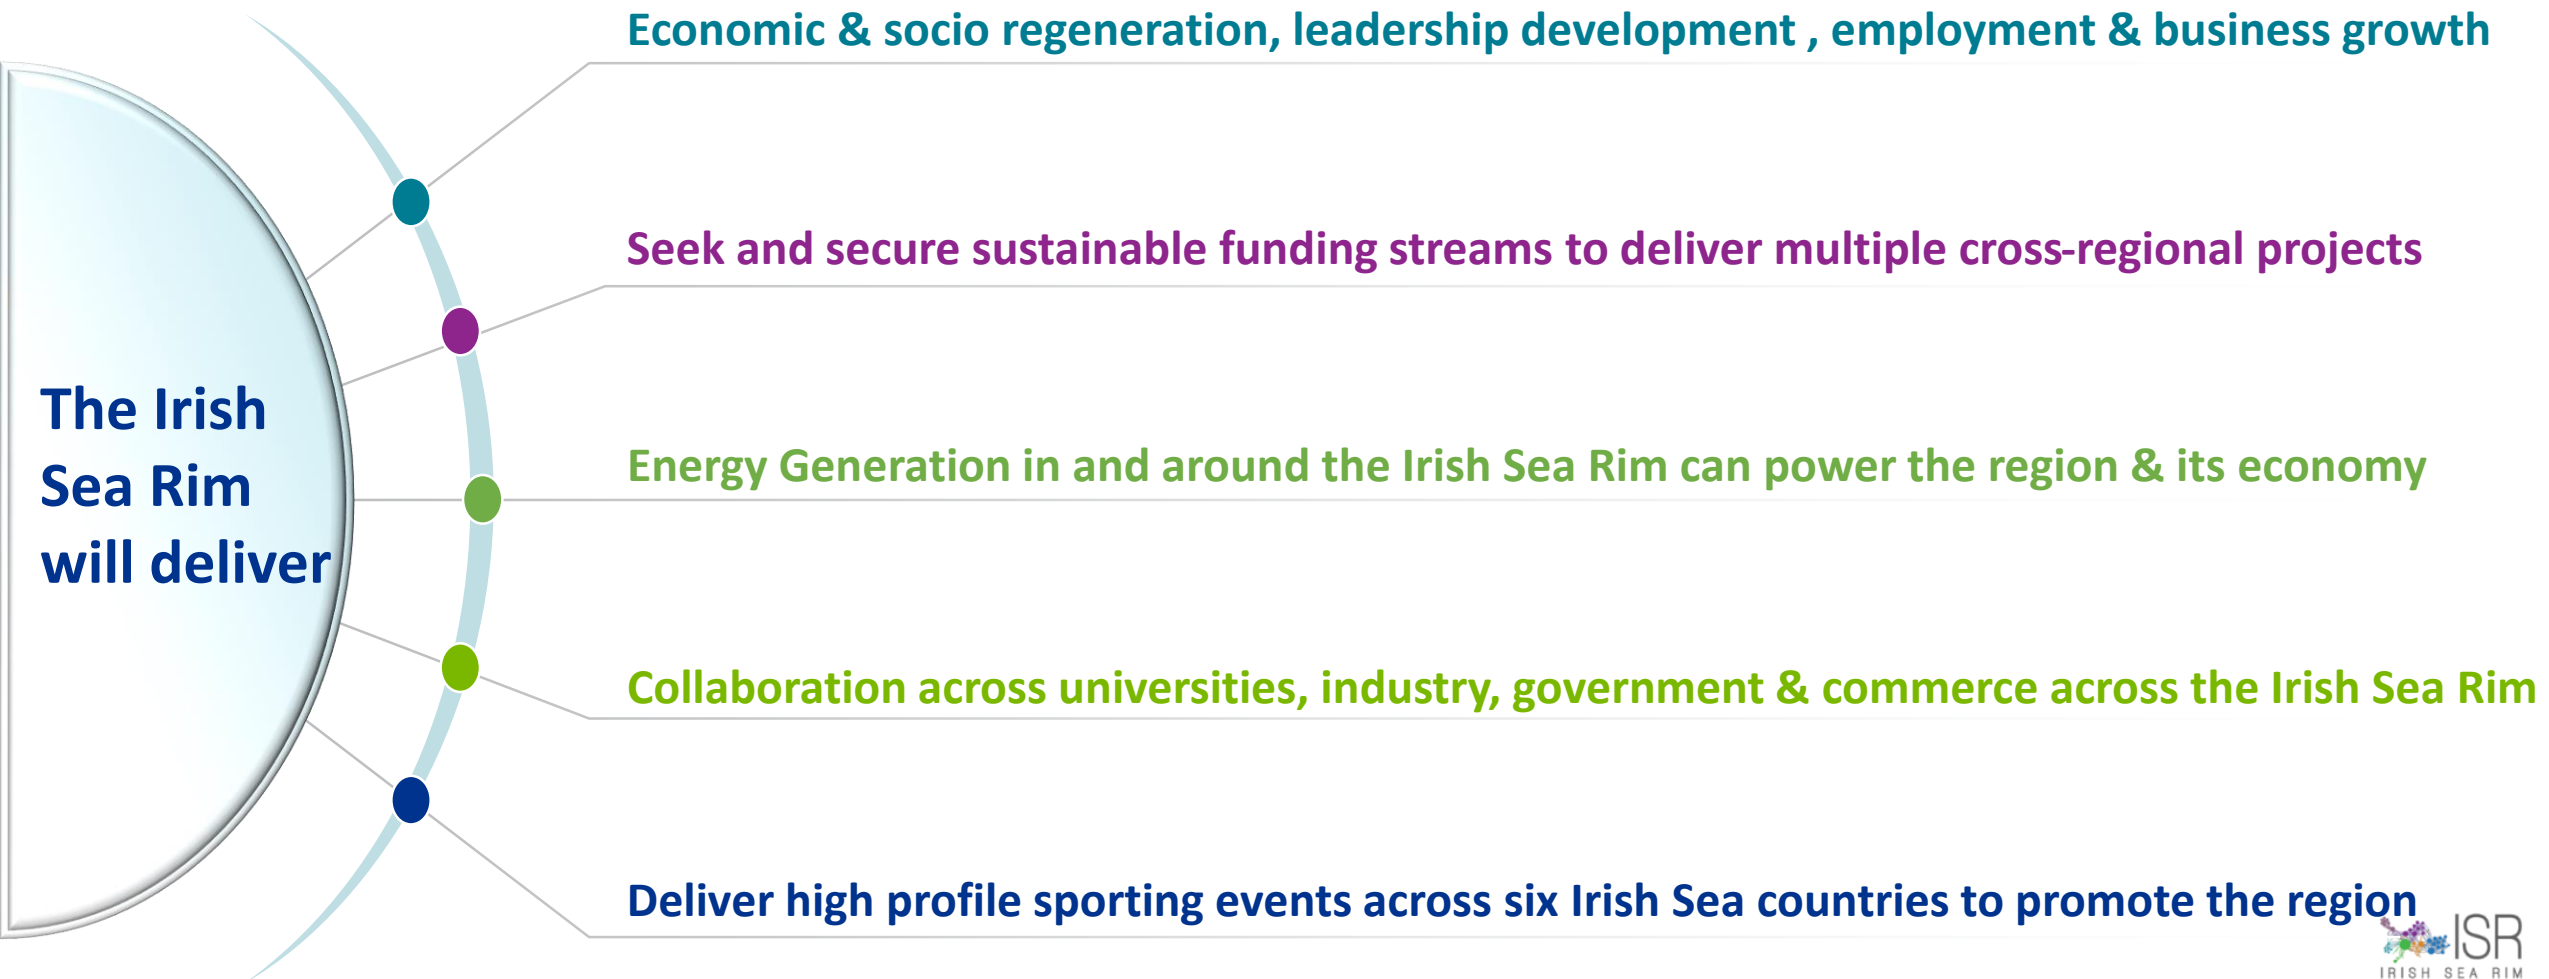 Economic & socio regeneration, leadership development , employment & business growth
Seek and secure sustainable funding streams to deliver multiple cross-regional projects
The Irish
Sea Rim
will deliver
Energy Generation in and around the Irish Sea Rim can power the region & its economy
Collaboration across universities, industry, government & commerce across the Irish Sea Rim
Deliver high profile sporting events across six Irish Sea countries to promote the region
ISR
IRISH SEA RIM